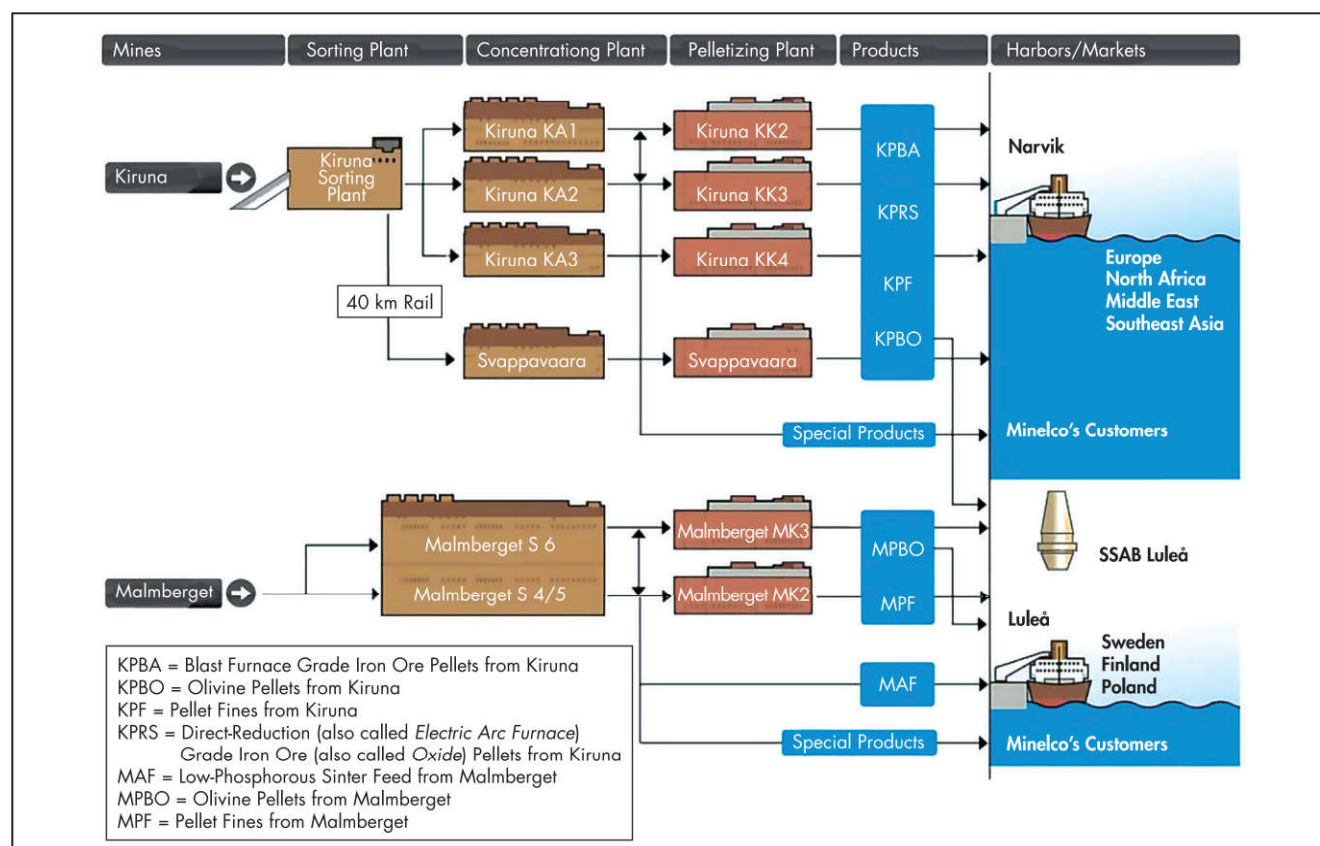 Mines
Sorting Plant
Concentrationg Plant
Pelletizing Plant
Products
Harbors/Markets
Kiruna
Kiruna
Sorting
Plant
40 km Rail
Kiruna KA1
Kiruna KA2
Kiruna KA3
Svappavaara
Kiruna KK2
Kiruna KK3
Kiruna KK4
Svappavaara
KPBA
KPRS
KPF
KPBO
Special Products
Narvik
Europe
North Africa
Middle East
Southeast Asia
Minelco's Customers
Malmberget
Malmberget S 6
Malmberget S 4/5
Malmberget MK3
Malmberget MK2
MPBO
MPF
MAF
Special Products
SSAB Luleå
Luleå
Sweden
Finland
Poland
Minelco's Customers
KPBA = Blast Furnace Grade Iron Ore Pellets from Kiruna
KPBO = Olivine Pellets from Kiruna
KPF = Pellet Fines from Kiruna
KPRS = Direct-Reduction (also called Electric Arc Furnace)
Grade Iron Ore (also called Oxide) Pellets from Kiruna
MAF = Low-Phosphorous Sinter Feed from Malmberget
MPBO = Olivine Pellets from Malmberget
MPF = Pellet Fines from Malmberget